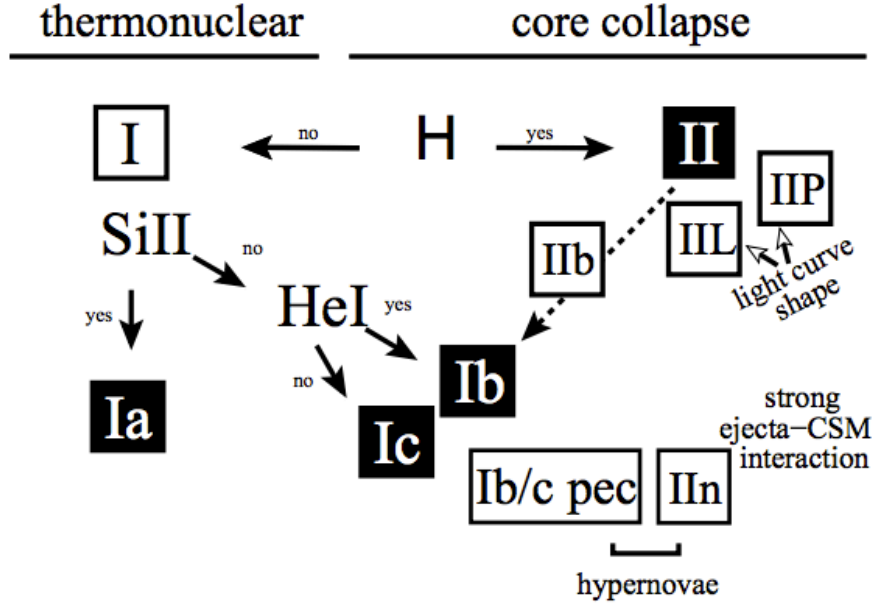 thermonuclear
core collapse
I
no
H
yes
II
IIP
SiII
no
IIb
IIL
light curve
shape
yes
HeI
yes
no
Ia
Ib
Ic
strong
ejecta−CSM
interaction
Ib/c pec
IIn
hypernovae